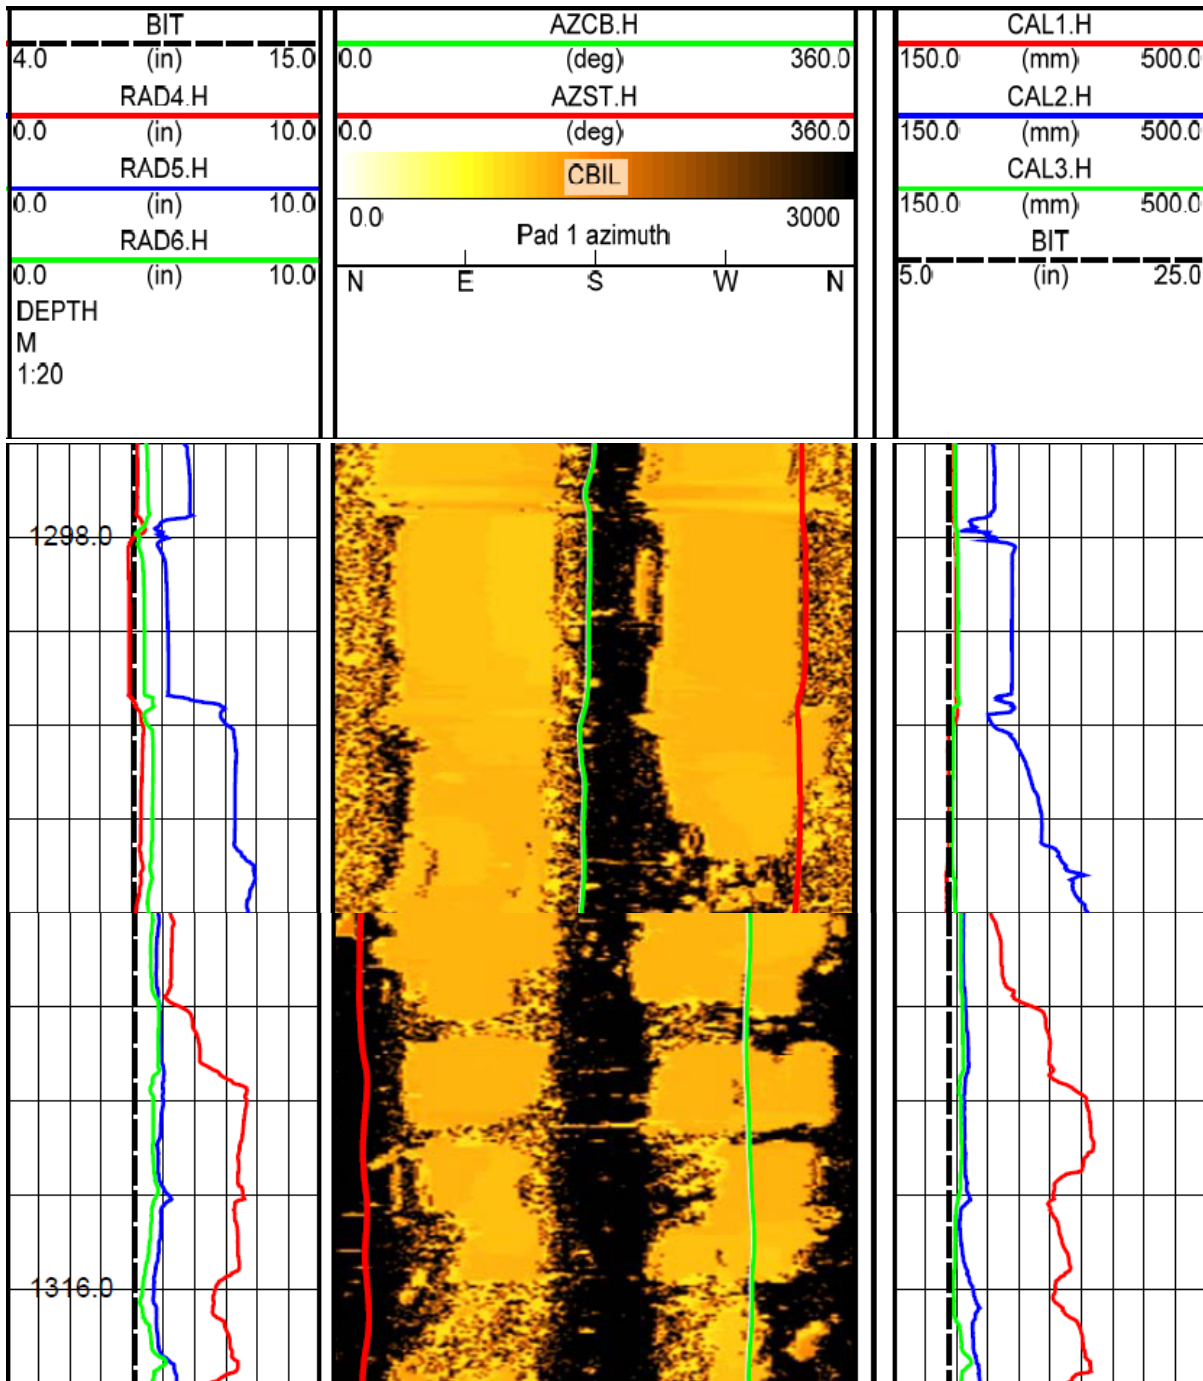 BIT
4.0 (in) 15.0
RAD4.H
0.0 (in) 10.0
RAD5.H
0.0 (in) 10.0
RAD6.H
0.0 (in) 10.0
DEPTH
M
1:20
AZCB.H
0.0 (deg) 360.0
AZST.H
0.0 (deg) 360.0
CBIL
0.0 3000
Pad 1 azimuth
N E S W N
CAL1.H
150.0 (mm) 500.0
CAL2.H
150.0 (mm) 500.0
CAL3.H
150.0 (mm) 500.0
BIT
5.0 (in) 25.0
1298.0
1316.0